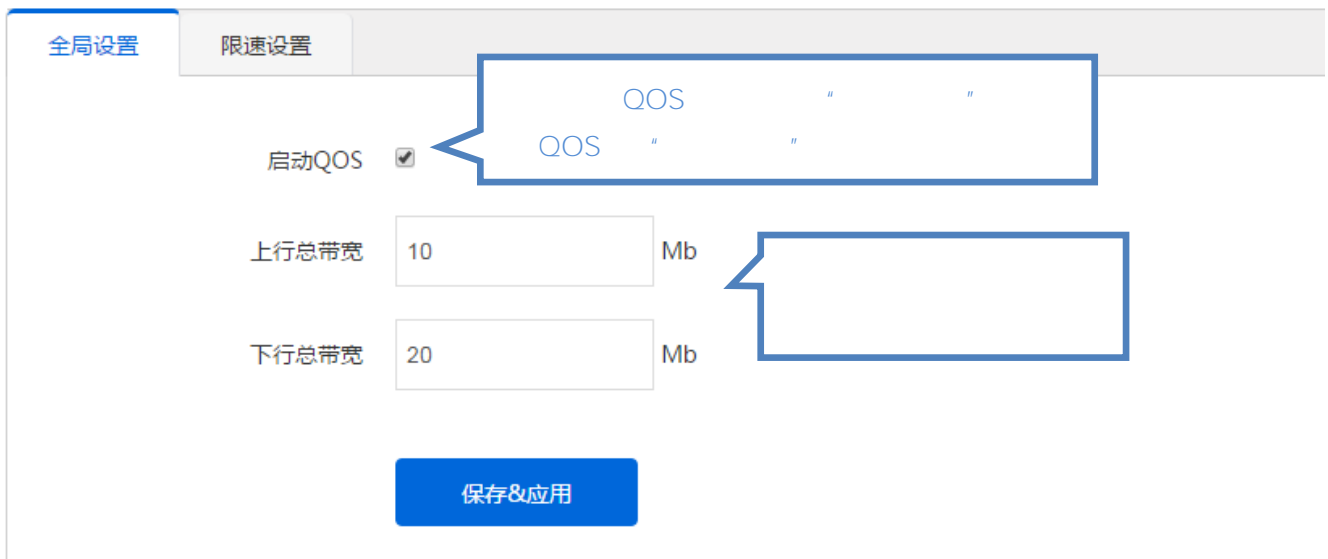 全局设置 限速设置
QOS “ ”
QOS “ ”
启动QOS
上行总带宽 10 Mb
下行总带宽 20 Mb
保存&应用